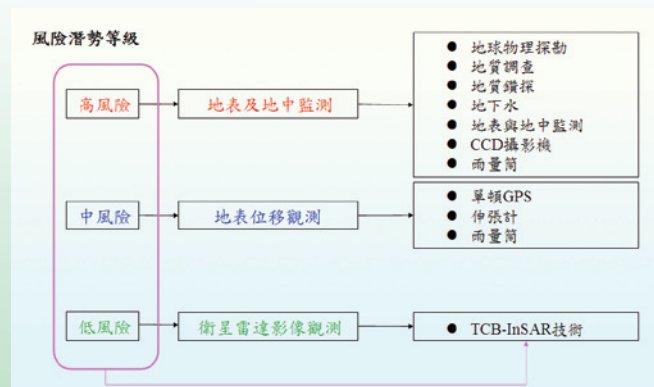 風險潛勢等級
高風險
地表及地中監測
● 地球物理探勘
● 地質調查
● 地質鑽探
● 地下水
● 地表與地中監測
● CCD攝影機
● 雨量筒
中風險
地表位移觀測
● 單頻GPS
● 伸張計
● 雨量筒
低風險
衛星雷達影像觀測
● TCB-InSAR技術